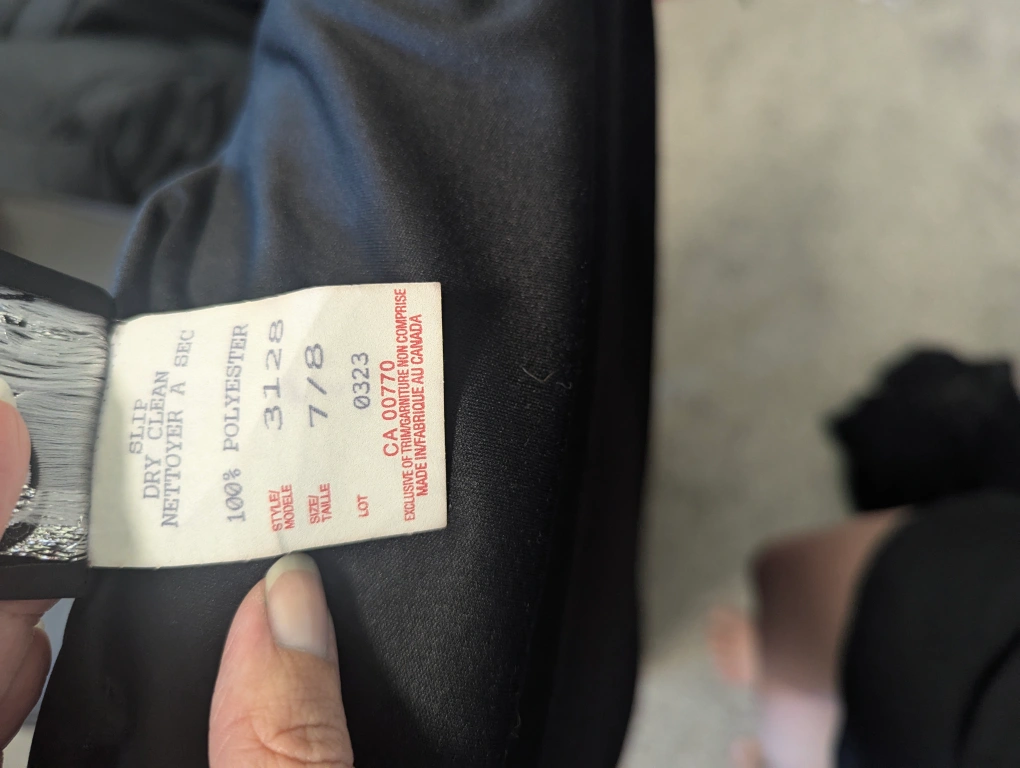 SLIP
DRY CLEAN
NETTOYER A SEC
100% POLYESTER
STYLE/
MODELE 3128
SIZE/
TAILLE 7/8
LOT 0323
CA 00770
EXCLUSIVE OF TRIM/GARNITURE NON COMPRISE
MADE IN/FABRIQUE AU CANADA